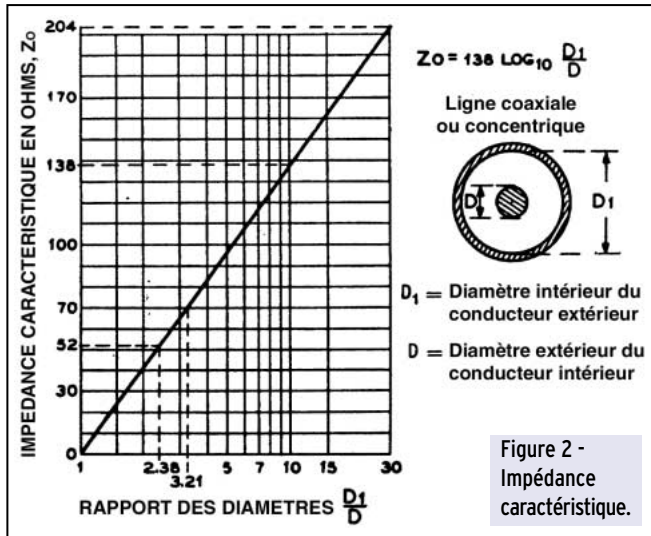 IMPEDANCE CARACTERISTIQUE EN OHMS, Zo
204
170
138
100
70
52
30
0
1
2.38
3.21
5
7
10
15
30
RAPPORT DES DIAMETRES D1/D
Zo = 138 LOG10 D1/D
Ligne coaxiale
ou concentrique
D
D1
D1 = Diamètre intérieur du
conducteur extérieur
D = Diamètre extérieur du
conducteur intérieur
Figure 2 -
Impédance
caractéristique.